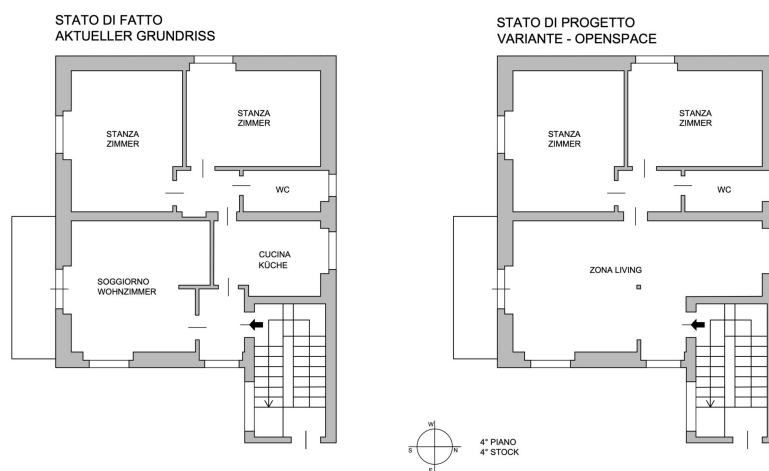 STATO DI FATTO
AKTUELLER GRUNDRISS
STANZA
ZIMMER
STANZA
ZIMMER
WC
CUCINA
KÜCHE
SOGGIORNO
WOHNZIMMER
STATO DI PROGETTO
VARIANTE - OPENSPACE
STANZA
ZIMMER
STANZA
ZIMMER
WC
ZONA LIVING
W
S
N
E
4° PIANO
4° STOCK